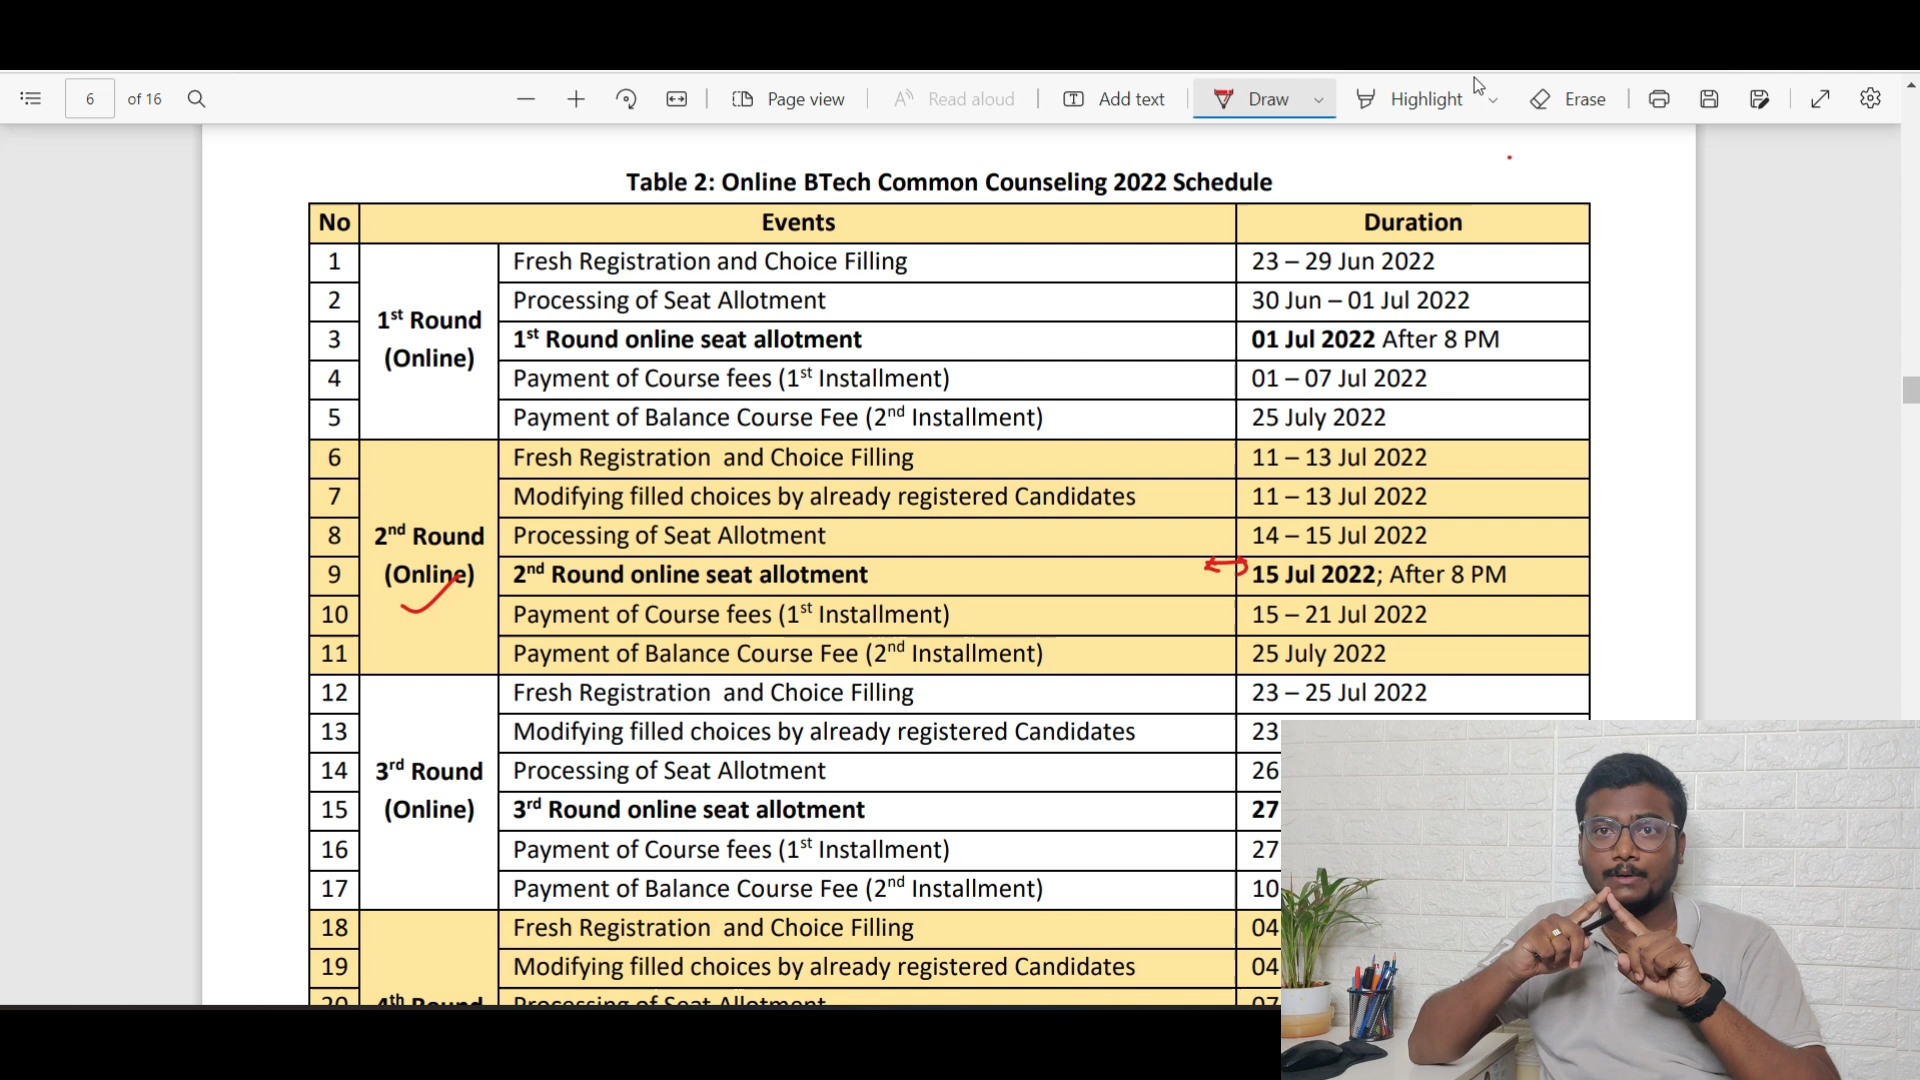 6 of 16 Page view Read aloud Add text Draw Highlight Erase
Table 2: Online BTech Common Counseling 2022 Schedule
No Events Duration
1 Fresh Registration and Choice Filling 23 – 29 Jun 2022
2 Processing of Seat Allotment 30 Jun – 01 Jul 2022
1st Round
3 1st Round online seat allotment 01 Jul 2022 After 8 PM
(Online)
4 Payment of Course fees (1st Installment) 01 – 07 Jul 2022
5 Payment of Balance Course Fee (2nd Installment) 25 July 2022
6 Fresh Registration and Choice Filling 11 – 13 Jul 2022
7 Modifying filled choices by already registered Candidates 11 – 13 Jul 2022
8 2nd Round Processing of Seat Allotment 14 – 15 Jul 2022
9 (Online) 2nd Round online seat allotment 15 Jul 2022; After 8 PM
10 Payment of Course fees (1st Installment) 15 – 21 Jul 2022
11 Payment of Balance Course Fee (2nd Installment) 25 July 2022
12 Fresh Registration and Choice Filling 23 – 25 Jul 2022
13 Modifying filled choices by already registered Candidates 23
14 3rd Round Processing of Seat Allotment 26
15 (Online) 3rd Round online seat allotment 27
16 Payment of Course fees (1st Installment) 27
17 Payment of Balance Course Fee (2nd Installment) 10
18 Fresh Registration and Choice Filling 04
19 Modifying filled choices by already registered Candidates 04
20 4th Round Processing of Seat Allotment 07